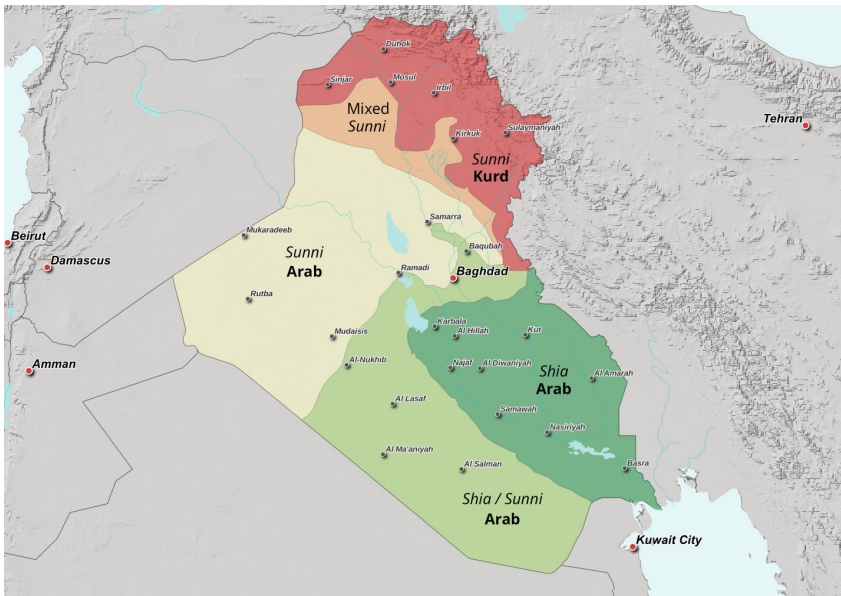 Duhok
Sinjar
Mosul
Irbil
Mixed
Sunni
Kirkuk
Sulaymaniyah
Tehran
Sunni
Kurd
Samarra
Mukaradeeb
Beirut
Baqubah
Sunni
Arab
Damascus
Ramadi
Baghdad
Rutba
Karbala
Al Hillah
Kut
Mudaisis
Amman
Al-Nukhib
Najaf
Al Diwaniyah
Shia
Arab
Al Amarah
Al Lasaf
Samawah
Nasiriyah
Al Ma'aniyah
Al Salman
Basra
Shia / Sunni
Arab
Kuwait City